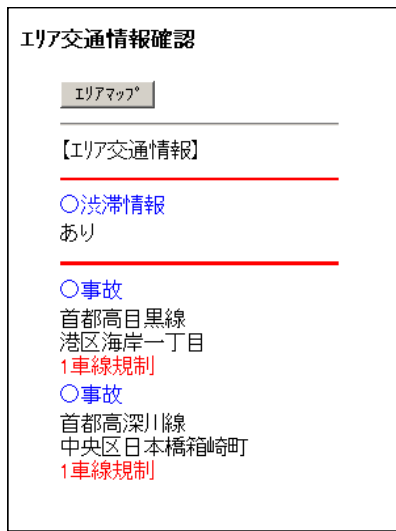 エリア交通情報確認
エリアマップ
【エリア交通情報】
○渋滞情報
あり
○事故
首都高目黒線
港区海岸一丁目
1車線規制
○事故
首都高深川線
中央区日本橋箱崎町
1車線規制